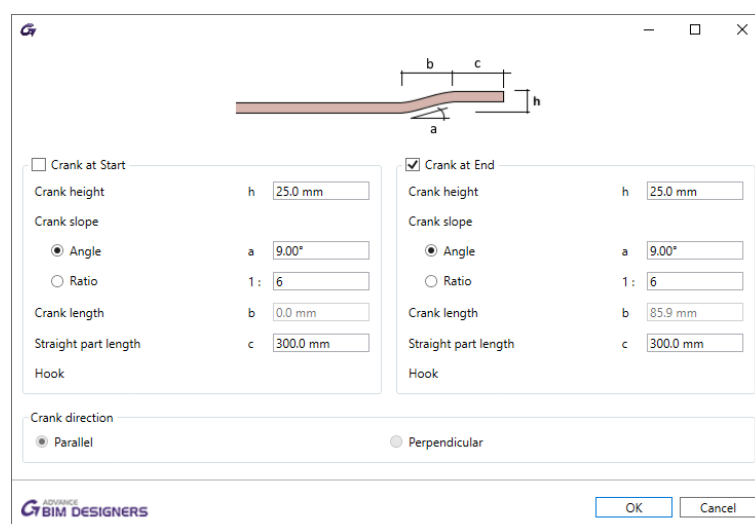 b c
h
a
Crank at Start
Crank height h 25.0 mm
Crank slope
Angle a 9.00°
Ratio 1 : 6
Crank length b 0.0 mm
Straight part length c 300.0 mm
Hook
Crank at End
Crank height h 25.0 mm
Crank slope
Angle a 9.00°
Ratio 1 : 6
Crank length b 85.9 mm
Straight part length c 300.0 mm
Hook
Crank direction
Parallel Perpendicular
ADVANCE
BIM DESIGNERS
OK Cancel